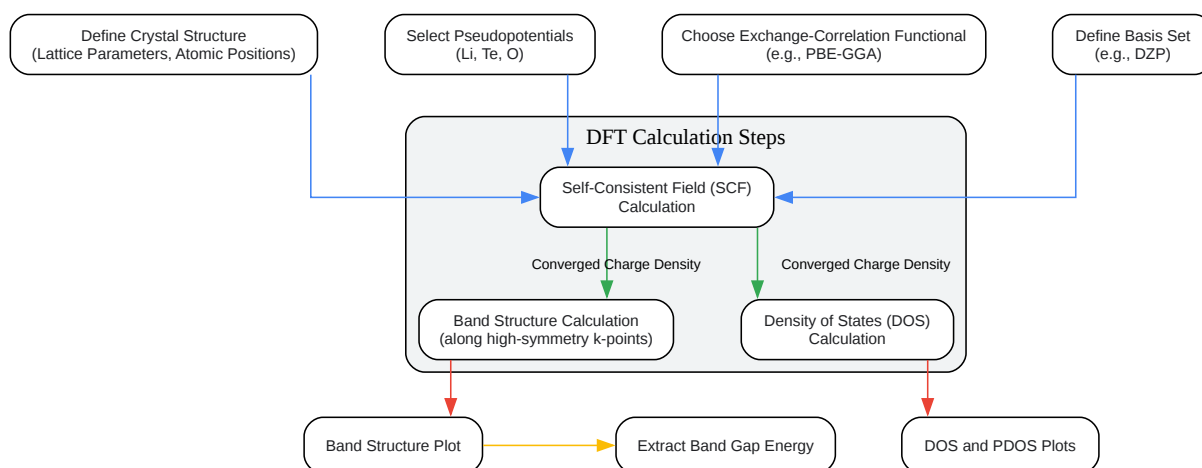 Define Crystal Structure
(Lattice Parameters, Atomic Positions)
Select Pseudopotentials
(Li, Te, O)
Choose Exchange-Correlation Functional
(e.g., PBE-GGA)
Define Basis Set
(e.g., DZP)
DFT Calculation Steps
Self-Consistent Field (SCF)
Calculation
Converged Charge Density
Converged Charge Density
Band Structure Calculation
(along high-symmetry k-points)
Density of States (DOS)
Calculation
Band Structure Plot
Extract Band Gap Energy
DOS and PDOS Plots